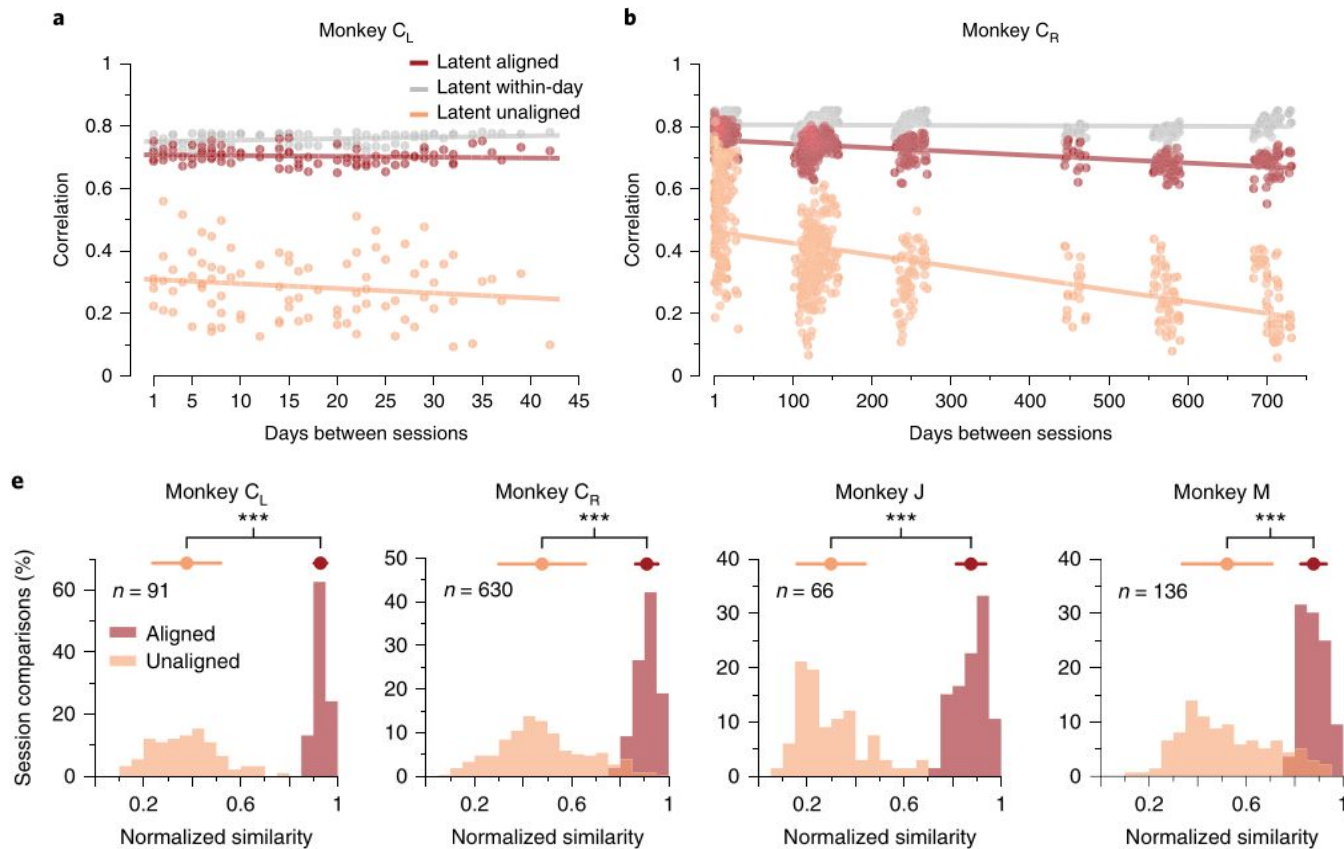 a
Monkey C_L
1
0.8
0.6
0.4
0.2
0
Correlation
Latent aligned
Latent within-day
Latent unaligned
1 5 10 15 20 25 30 35 40 45
Days between sessions
b
Monkey C_R
1
0.8
0.6
0.4
0.2
0
Correlation
1 100 200 300 400 500 600 700
Days between sessions
e
Monkey C_L
***
n = 91
Aligned
Unaligned
60
40
20
0
Session comparisons (%)
0.2 0.6 1
Normalized similarity
Monkey C_R
***
n = 630
50
40
30
20
10
0
0.2 0.6 1
Normalized similarity
Monkey J
***
n = 66
40
30
20
10
0
0.2 0.6 1
Normalized similarity
Monkey M
***
n = 136
40
30
20
10
0
0.2 0.6 1
Normalized similarity